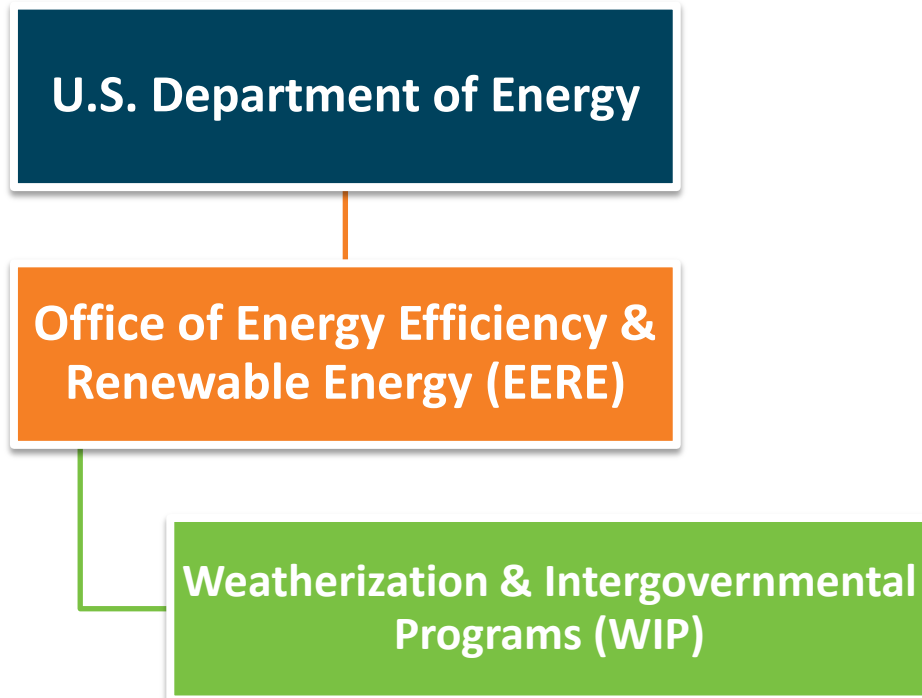 U.S. Department of Energy
Office of Energy Efficiency &
Renewable Energy (EERE)
Weatherization & Intergovernmental
Programs (WIP)